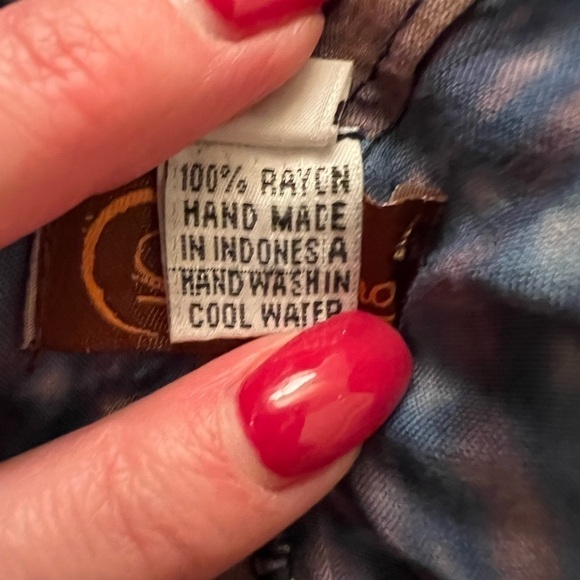 100% RAYON
HAND MADE
IN INDONESIA
HAND WASH IN
COOL WATER